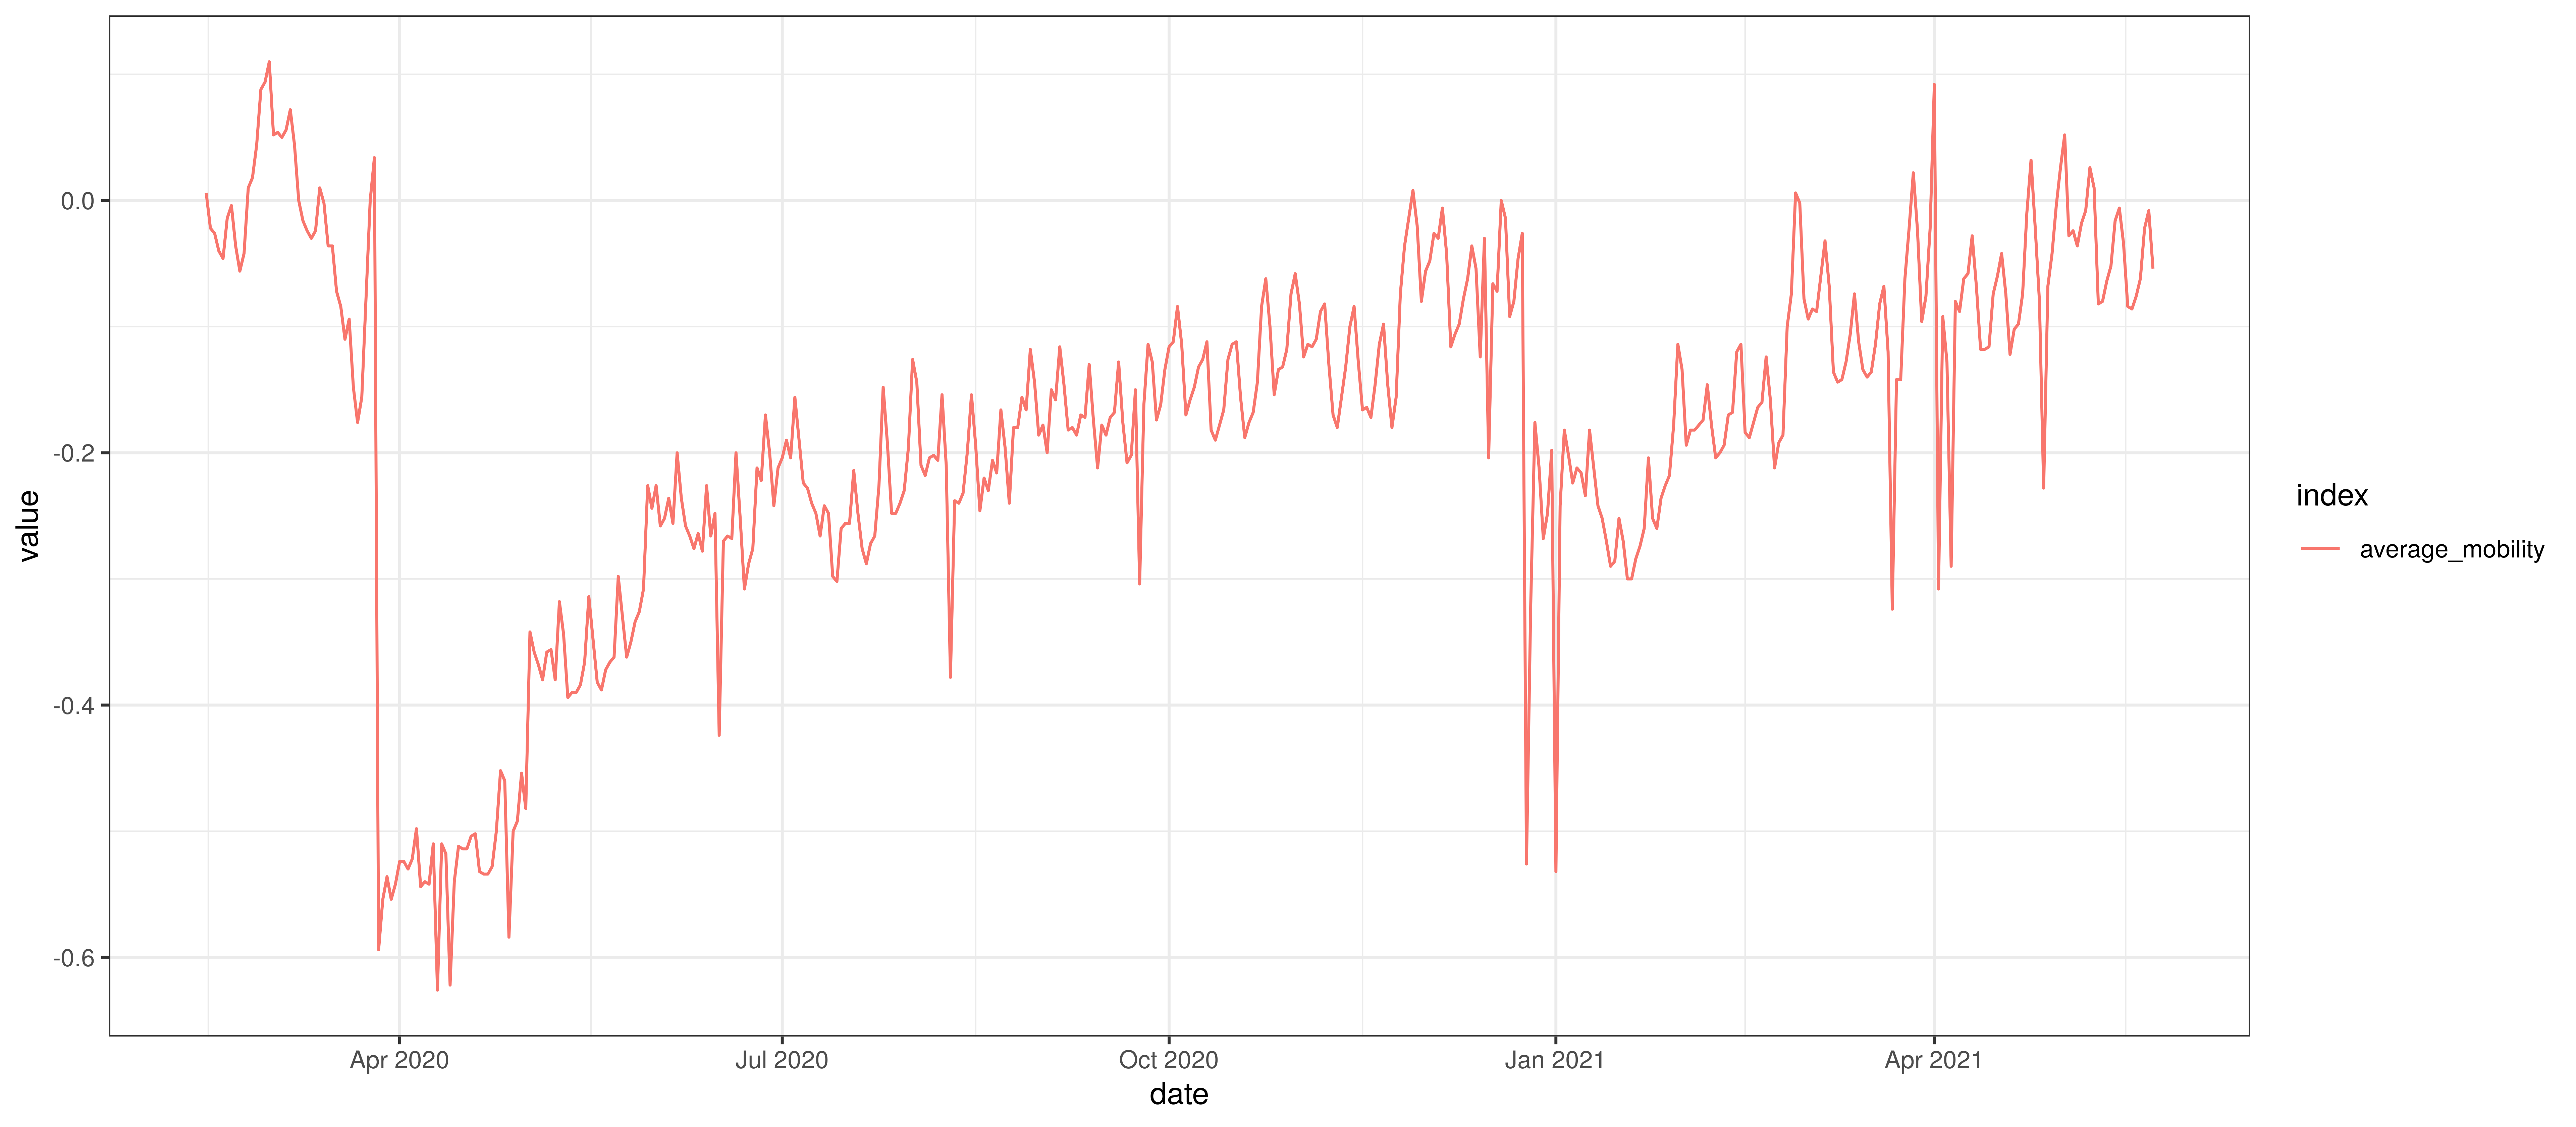 0.0
-0.2
-0.4
-0.6
value
Apr 2020
Jul 2020
Oct 2020
Jan 2021
Apr 2021
date
index
average_mobility